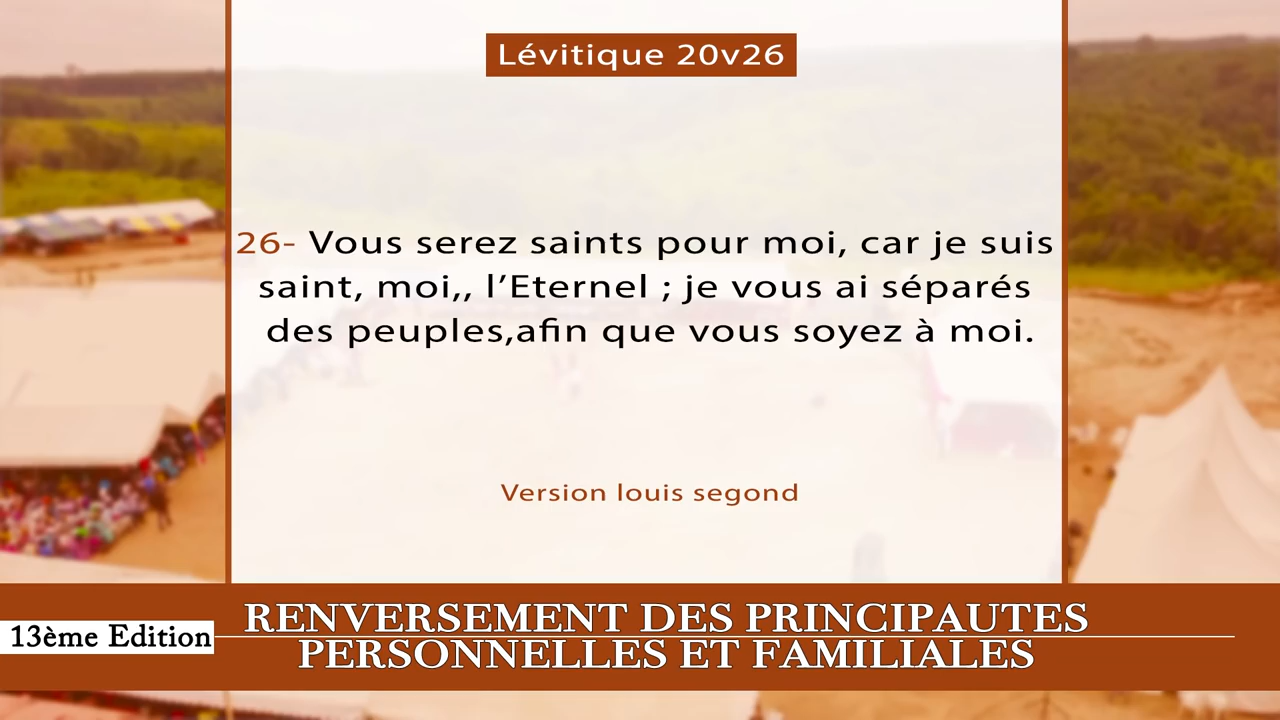 Lévitique 20v26
26- Vous serez saints pour moi, car je suis
saint, moi,, l’Eternel ; je vous ai séparés
des peuples,afin que vous soyez à moi.
Version louis segond
13ème Edition
RENVERSEMENT DES PRINCIPAUTES
PERSONNELLES ET FAMILIALES